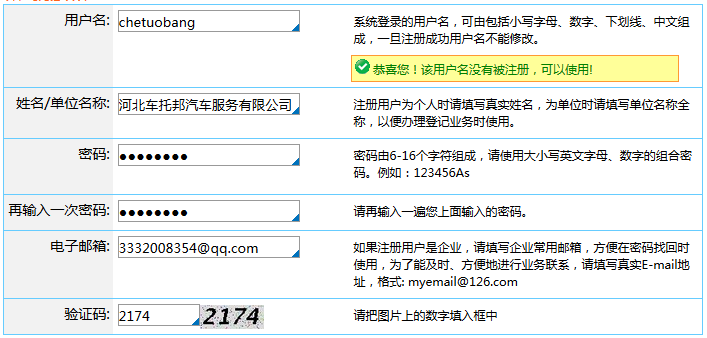 用户名:
chetuobang
系统登录的用户名，可由包括小写字母、数字、下划线、中文组
成，一旦注册成功用户名不能修改。
恭喜您！该用户名没有被注册，可以使用!
姓名/单位名称:
河北车托邦汽车服务有限公司
注册用户为个人时请填写真实姓名，为单位时请填写单位名称全
称，以便办理登记业务时使用。
密码:
●●●●●●●●
密码由6-16个字符组成，请使用大小写英文字母、数字的组合密
码。例如：123456As
再输入一次密码:
●●●●●●●●
请再输入一遍您上面输入的密码。
电子邮箱:
3332008354@qq.com
如果注册用户是企业，请填写企业常用邮箱，方便在密码找回时
使用，为了能及时、方便地进行业务联系，请填写真实E-mail地
址，格式: myemail@126.com
验证码:
2174
2174
请把图片上的数字填入框中